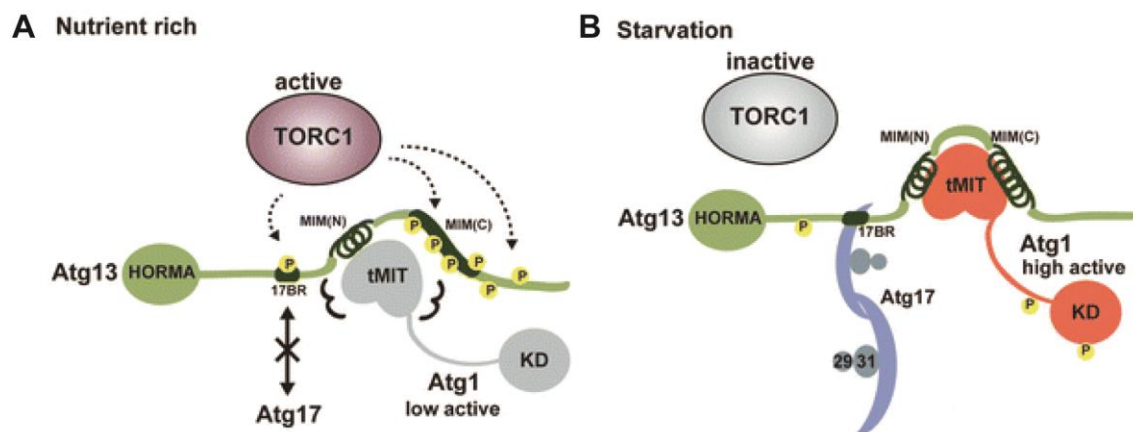 A Nutrient rich
active
TORC1
MIM(N)
MIM(C)
P
P
P
P
P
P
P
P
Atg13
HORMA
17BR
tMIT
KD
Atg1
low active
Atg17
B Starvation
inactive
TORC1
MIM(N)
MIM(C)
tMIT
Atg13
HORMA
P
17BR
Atg1
high active
Atg17
P
KD
29 31
P